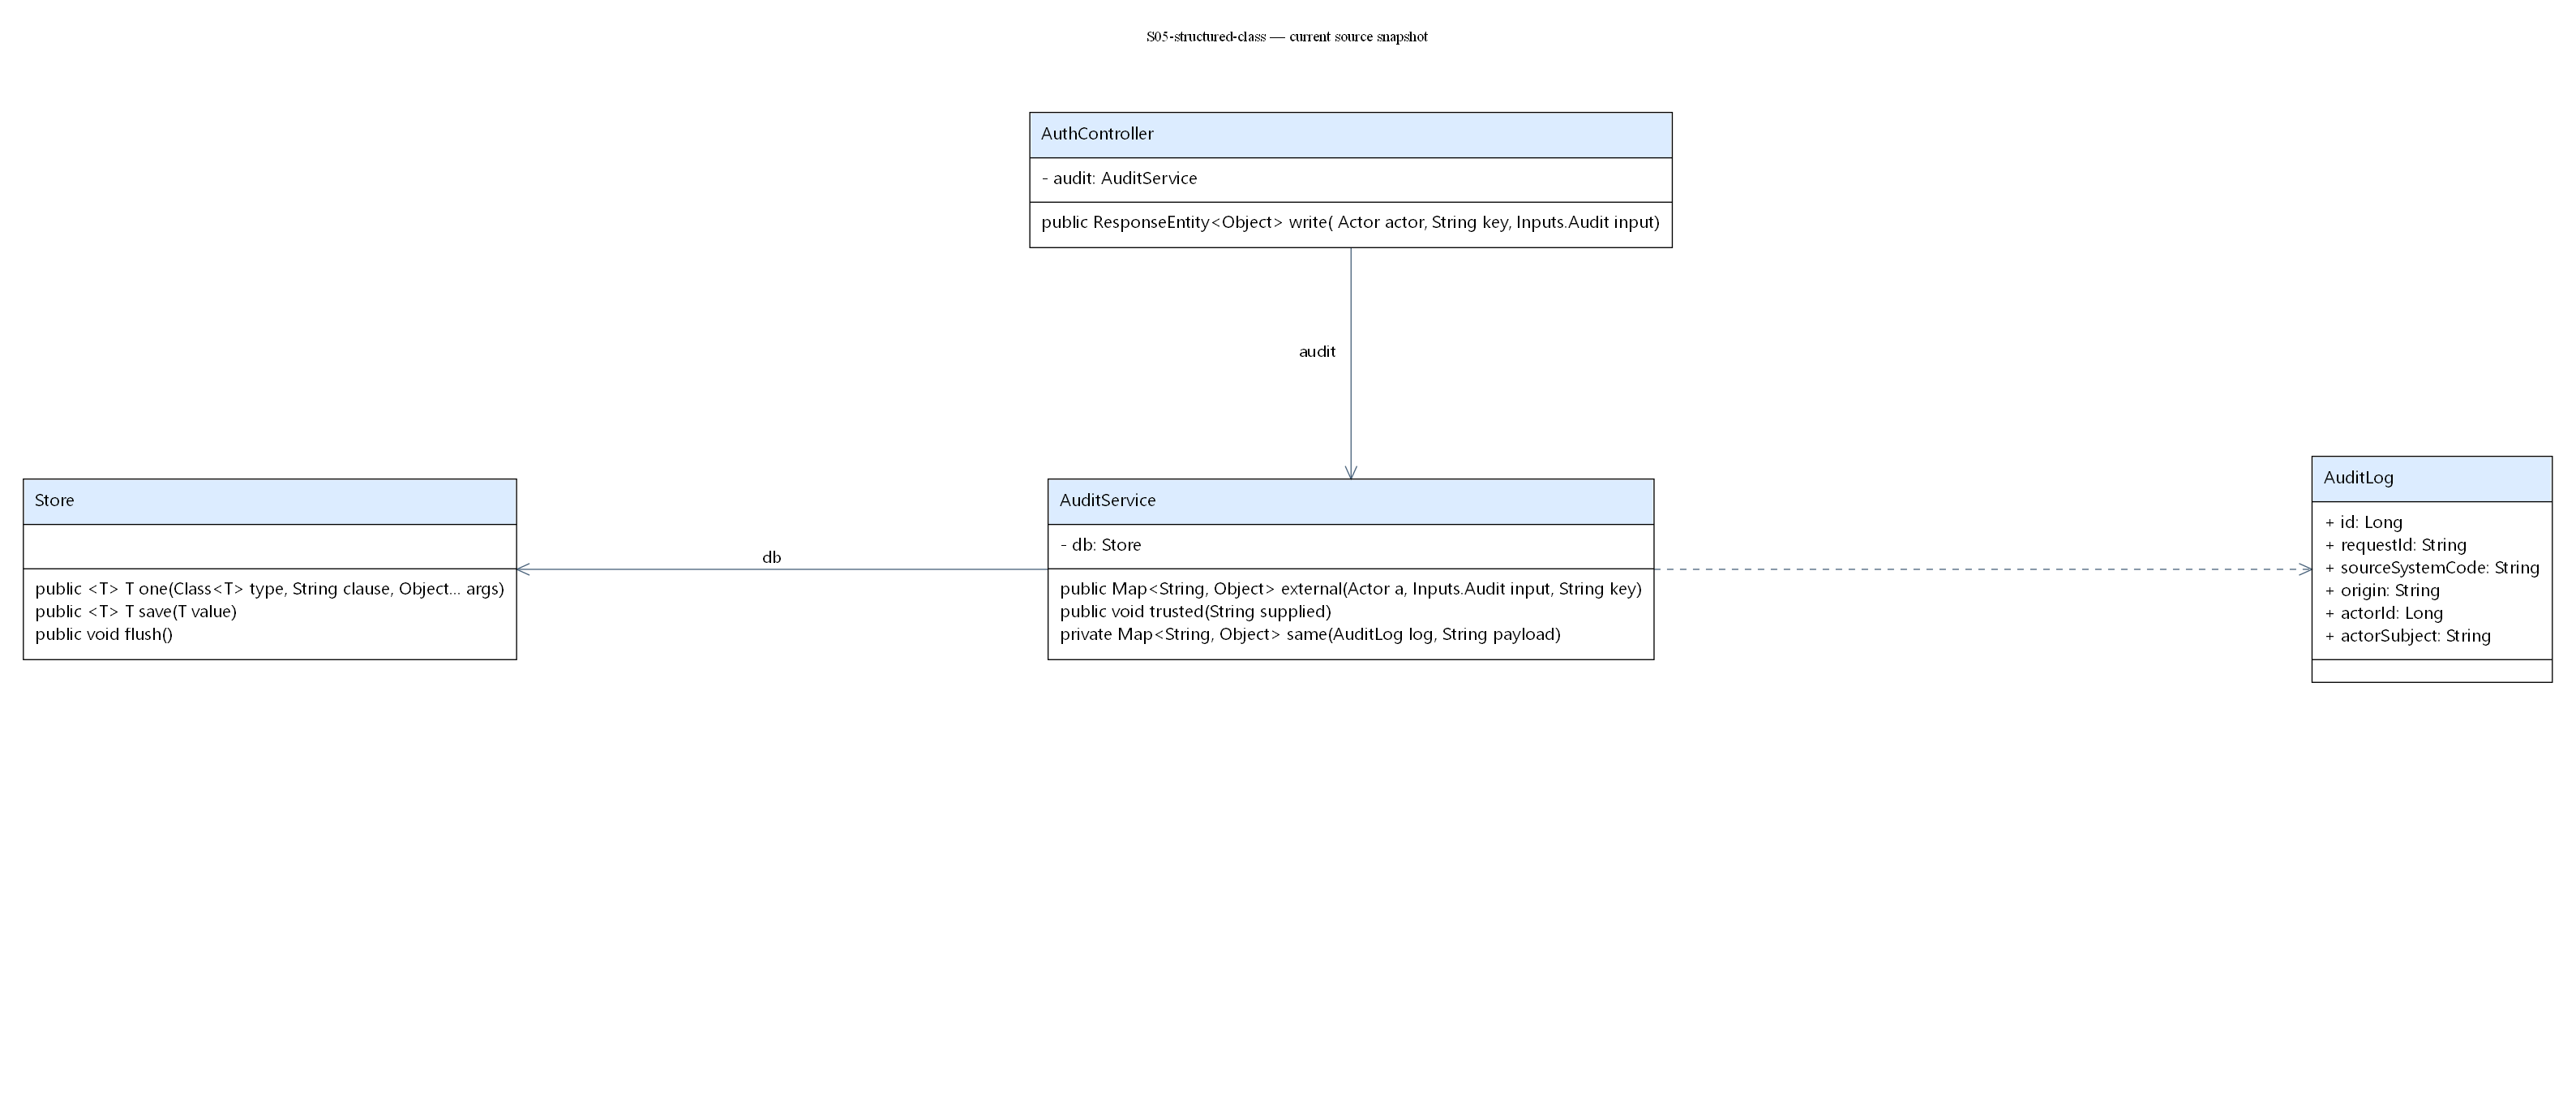 S05-structured-class — current source snapshot
AuthController
- audit: AuditService
public ResponseEntity<Object> write( Actor actor, String key, Inputs.Audit input)
audit
Store
public <T> T one(Class<T> type, String clause, Object... args)
public <T> T save(T value)
public void flush()
db
AuditService
- db: Store
public Map<String, Object> external(Actor a, Inputs.Audit input, String key)
public void trusted(String supplied)
private Map<String, Object> same(AuditLog log, String payload)
AuditLog
+ id: Long
+ requestId: String
+ sourceSystemCode: String
+ origin: String
+ actorId: Long
+ actorSubject: String